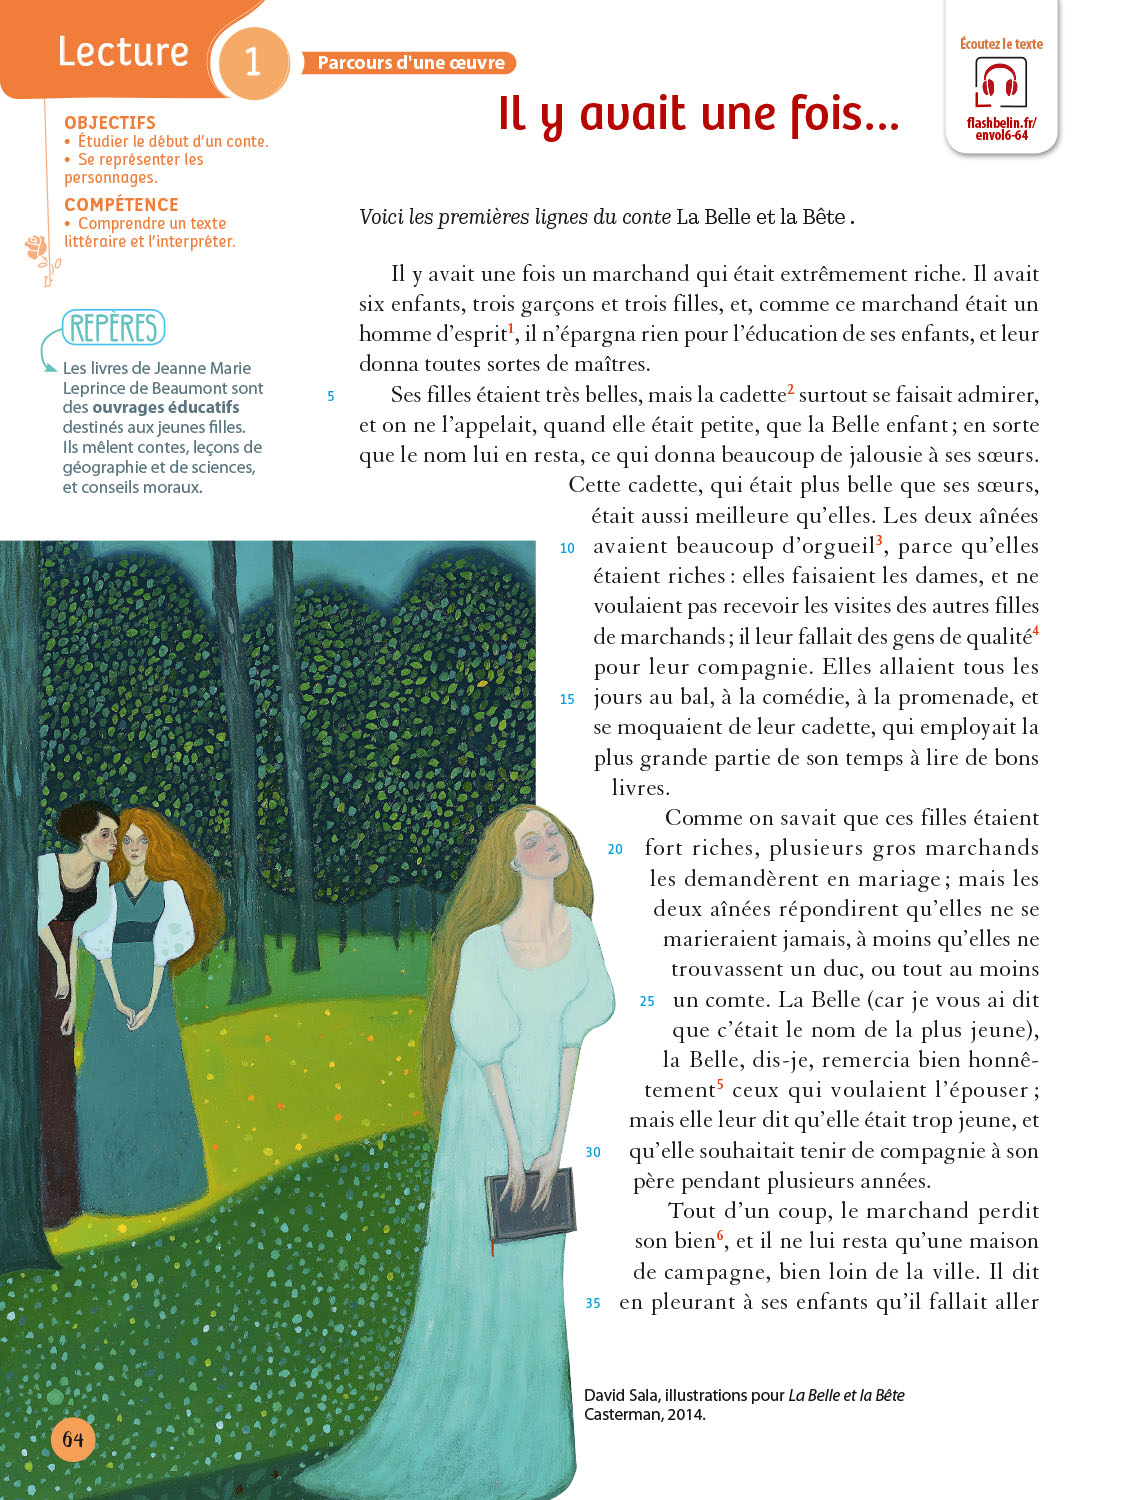 Lecture 1
Parcours d'une œuvre
Écoutez le texte
flashbelin.fr/
envol6-64
Il y avait une fois...
OBJECTIFS
• Étudier le début d'un conte.
• Se représenter les
personnages.
COMPÉTENCE
• Comprendre un texte
littéraire et l'interpréter.
REPÈRES
Les livres de Jeanne Marie
Leprince de Beaumont sont
des ouvrages éducatifs
destinés aux jeunes filles.
Ils mêlent contes, leçons de
géographie et de sciences,
et conseils moraux.
Voici les premières lignes du conte La Belle et la Bête .
Il y avait une fois un marchand qui était extrêmement riche. Il avait
six enfants, trois garçons et trois filles, et, comme ce marchand était un
homme d'esprit1, il n'épargna rien pour l'éducation de ses enfants, et leur
donna toutes sortes de maîtres.
5 Ses filles étaient très belles, mais la cadette2 surtout se faisait admirer,
et on ne l'appelait, quand elle était petite, que la Belle enfant ; en sorte
que le nom lui en resta, ce qui donna beaucoup de jalousie à ses sœurs.
Cette cadette, qui était plus belle que ses sœurs,
était aussi meilleure qu'elles. Les deux aînées
10 avaient beaucoup d'orgueil3, parce qu'elles
étaient riches : elles faisaient les dames, et ne
voulaient pas recevoir les visites des autres filles
de marchands ; il leur fallait des gens de qualité4
pour leur compagnie. Elles allaient tous les
15 jours au bal, à la comédie, à la promenade, et
se moquaient de leur cadette, qui employait la
plus grande partie de son temps à lire de bons
livres.
Comme on savait que ces filles étaient
20 fort riches, plusieurs gros marchands
les demandèrent en mariage ; mais les
deux aînées répondirent qu'elles ne se
marieraient jamais, à moins qu'elles ne
trouvassent un duc, ou tout au moins
25 un comte. La Belle (car je vous ai dit
que c'était le nom de la plus jeune),
la Belle, dis-je, remercia bien honnê-
tement5 ceux qui voulaient l'épouser ;
mais elle leur dit qu'elle était trop jeune, et
30 qu'elle souhaitait tenir de compagnie à son
père pendant plusieurs années.
Tout d'un coup, le marchand perdit
son bien6, et il ne lui resta qu'une maison
de campagne, bien loin de la ville. Il dit
35 en pleurant à ses enfants qu'il fallait aller
David Sala, illustrations pour La Belle et la Bête
Casterman, 2014.
64